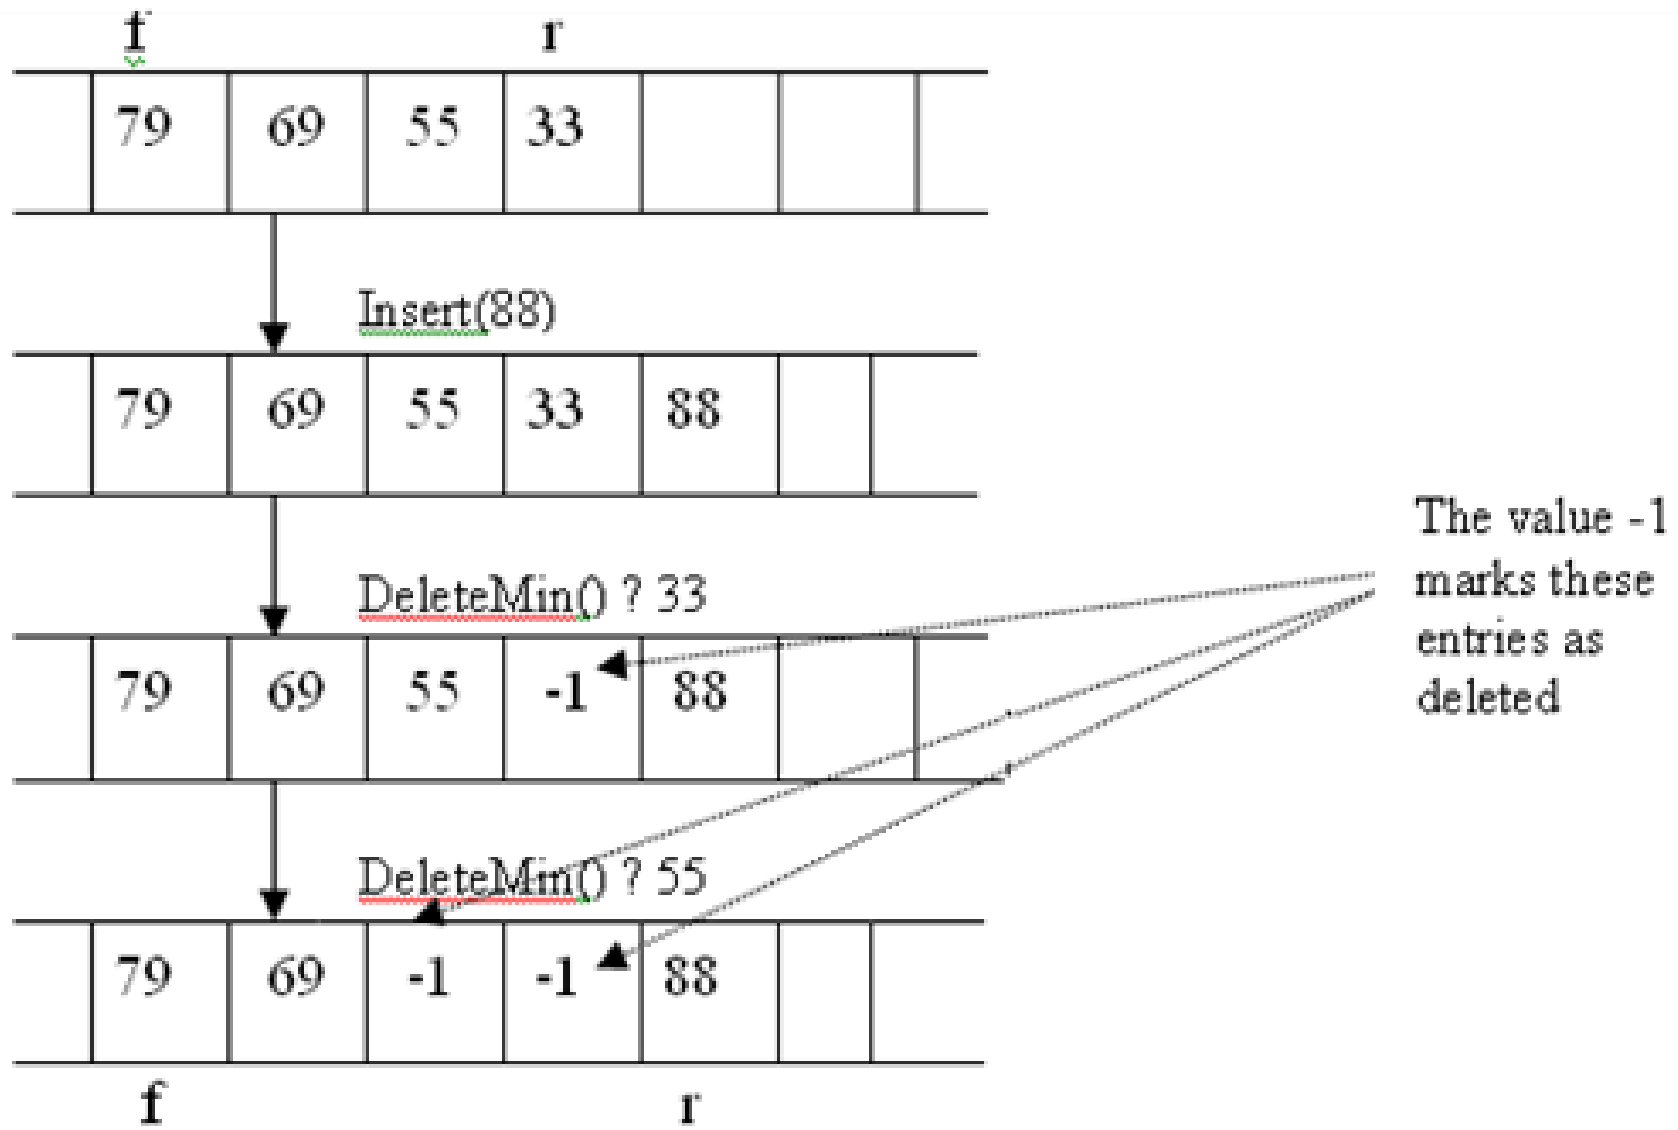 f r
79 69 55 33
Insert(88)
79 69 55 33 88
DeleteMin() ? 33
79 69 55 -1 88
DeleteMin() ? 55
79 69 -1 -1 88
f r
The value -1
marks these
entries as
deleted